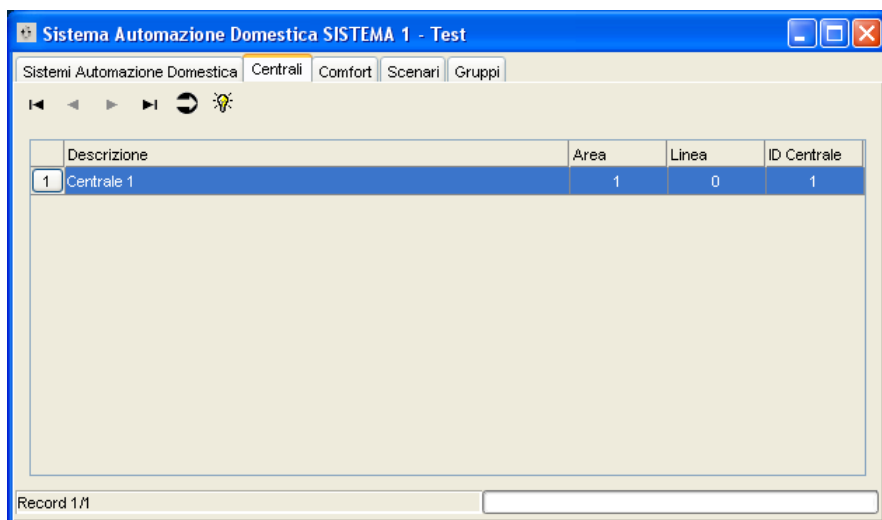 Sistema Automazione Domestica SISTEMA 1 - Test
Sistemi Automazione Domestica Centrali Comfort Scenari Gruppi
Descrizione Area Linea ID Centrale
1 Centrale 1 1 0 1
Record 1/1